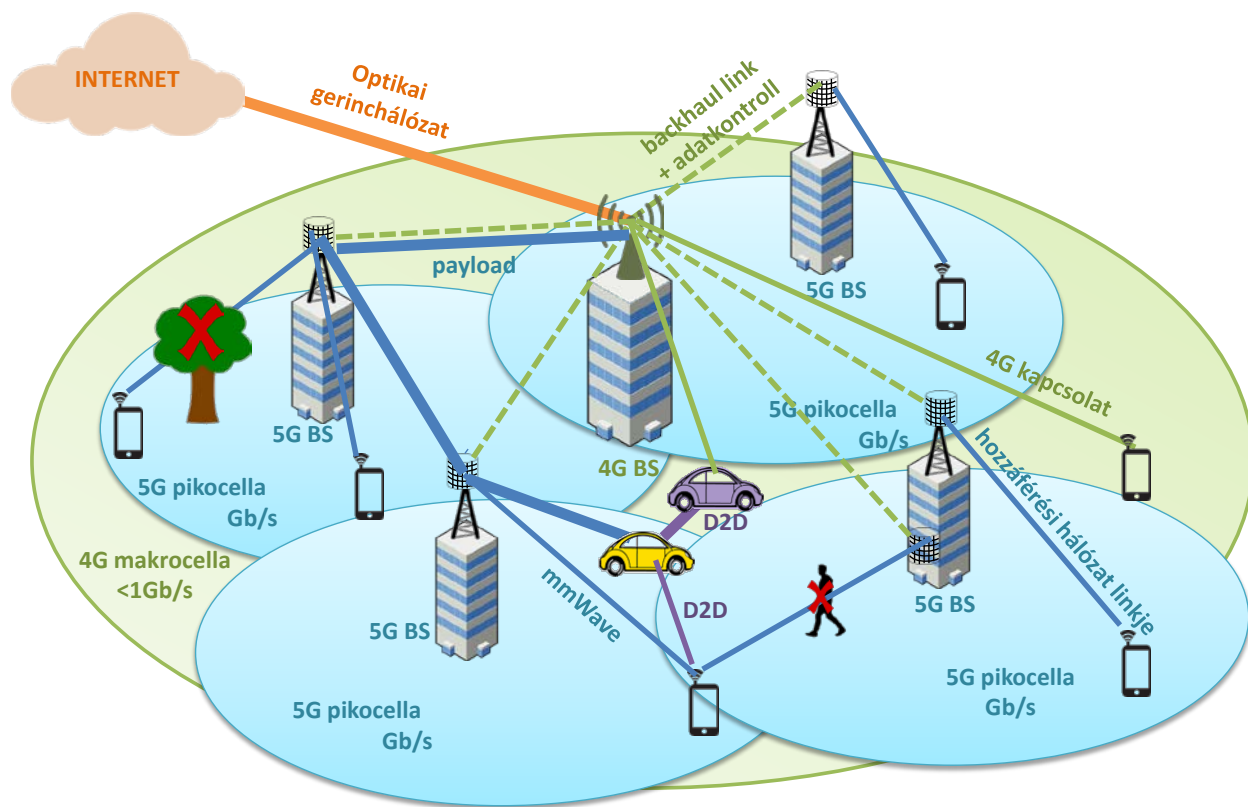 INTERNET
Optikai
gerinchálózat
backhaul link
+ adatkontroll
payload
5G BS
4G kapcsolat
5G pikocella
Gb/s
5G BS
4G BS
hozzáférési hálózat linkje
5G pikocella
Gb/s
D2D
4G makrocella
<1Gb/s
mmWave
D2D
5G BS
5G BS
5G pikocella
Gb/s
5G pikocella
Gb/s